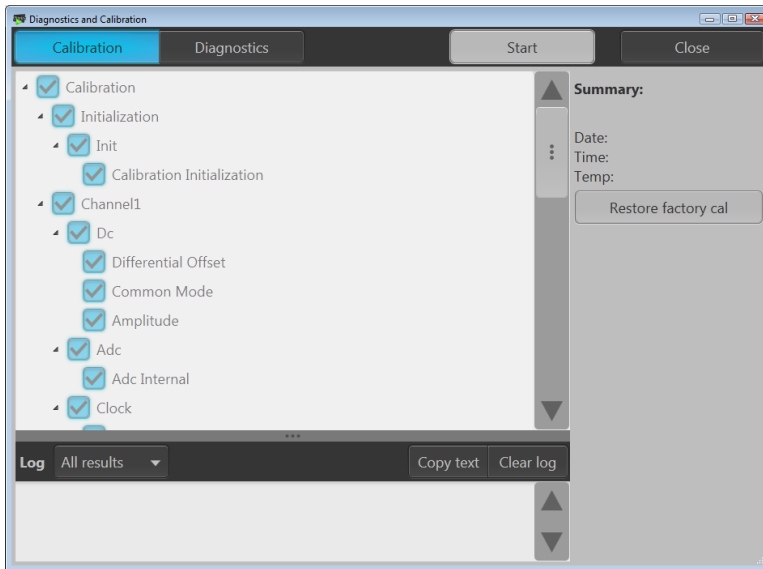 Diagnostics and Calibration
Calibration
Diagnostics
Start
Close
Calibration
Initialization
Init
Calibration Initialization
Channel1
Dc
Differential Offset
Common Mode
Amplitude
Adc
Adc Internal
Clock
Summary:
Date:
Time:
Temp:
Restore factory cal
Log
All results
Copy text
Clear log